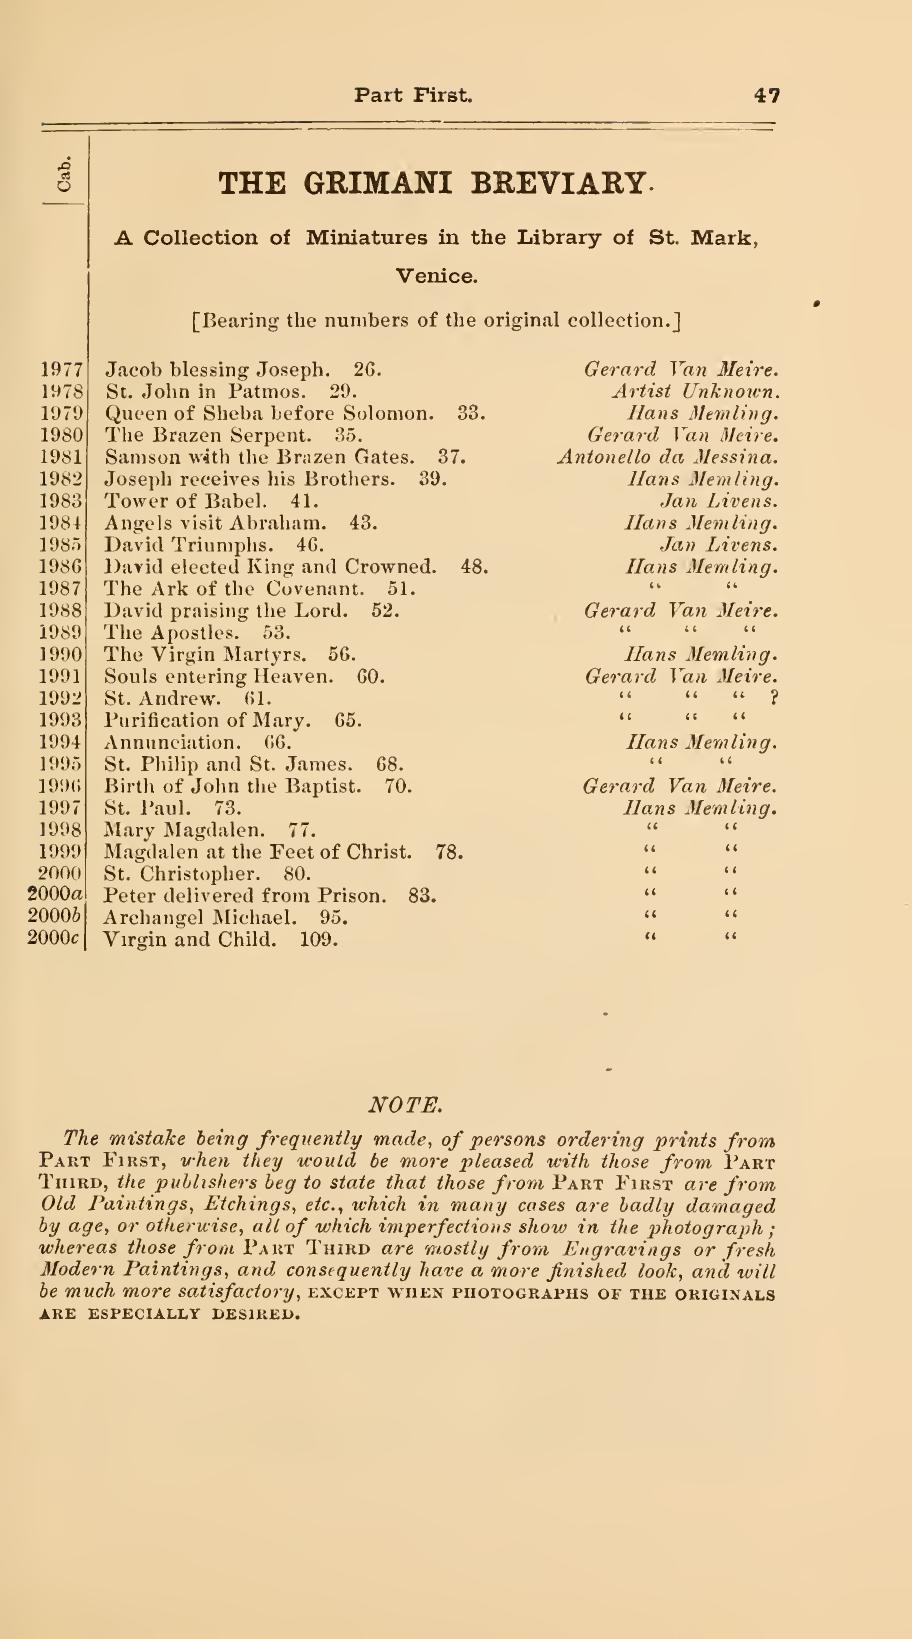 Part First. 47
Cab.
THE GRIMANI BREVIARY.
A Collection of Miniatures in the Library of St. Mark,
Venice.
[Bearing the numbers of the original collection.]
1977 Jacob blessing Joseph. 26. Gerard Van Meire.
1978 St. John in Patmos. 29. Artist Unknown.
1979 Queen of Sheba before Solomon. 33. Hans Memling.
1980 The Brazen Serpent. 35. Gerard Van Meire.
1981 Samson with the Brazen Gates. 37. Antonello da Messina.
1982 Joseph receives his Brothers. 39. Hans Memling.
1983 Tower of Babel. 41. Jan Livens.
1984 Angels visit Abraham. 43. Hans Memling.
1985 David Triumphs. 46. Jan Livens.
1986 David elected King and Crowned. 48. Hans Memling.
1987 The Ark of the Covenant. 51. “ “
1988 David praising the Lord. 52. Gerard Van Meire.
1989 The Apostles. 53. “ “ “
1990 The Virgin Martyrs. 56. Hans Memling.
1991 Souls entering Heaven. 60. Gerard Van Meire.
1992 St. Andrew. 61. “ “ “ ?
1993 Purification of Mary. 65. “ “ “
1994 Annunciation. 66. Hans Memling.
1995 St. Philip and St. James. 68. “ “
1996 Birth of John the Baptist. 70. Gerard Van Meire.
1997 St. Paul. 73. Hans Memling.
1998 Mary Magdalen. 77. “ “
1999 Magdalen at the Feet of Christ. 78. “ “
2000 St. Christopher. 80. “ “
2000a Peter delivered from Prison. 83. “ “
2000b Archangel Michael. 95. “ “
2000c Virgin and Child. 109. “ “
NOTE.
The mistake being frequently made, of persons ordering prints from
PART FIRST, when they would be more pleased with those from PART
THIRD, the publishers beg to state that those from PART FIRST are from
Old Paintings, Etchings, etc., which in many cases are badly damaged
by age, or otherwise, all of which imperfections show in the photograph;
whereas those from PART THIRD are mostly from Engravings or fresh
Modern Paintings, and consequently have a more finished look, and will
be much more satisfactory, EXCEPT WHEN PHOTOGRAPHS OF THE ORIGINALS
ARE ESPECIALLY DESIRED.